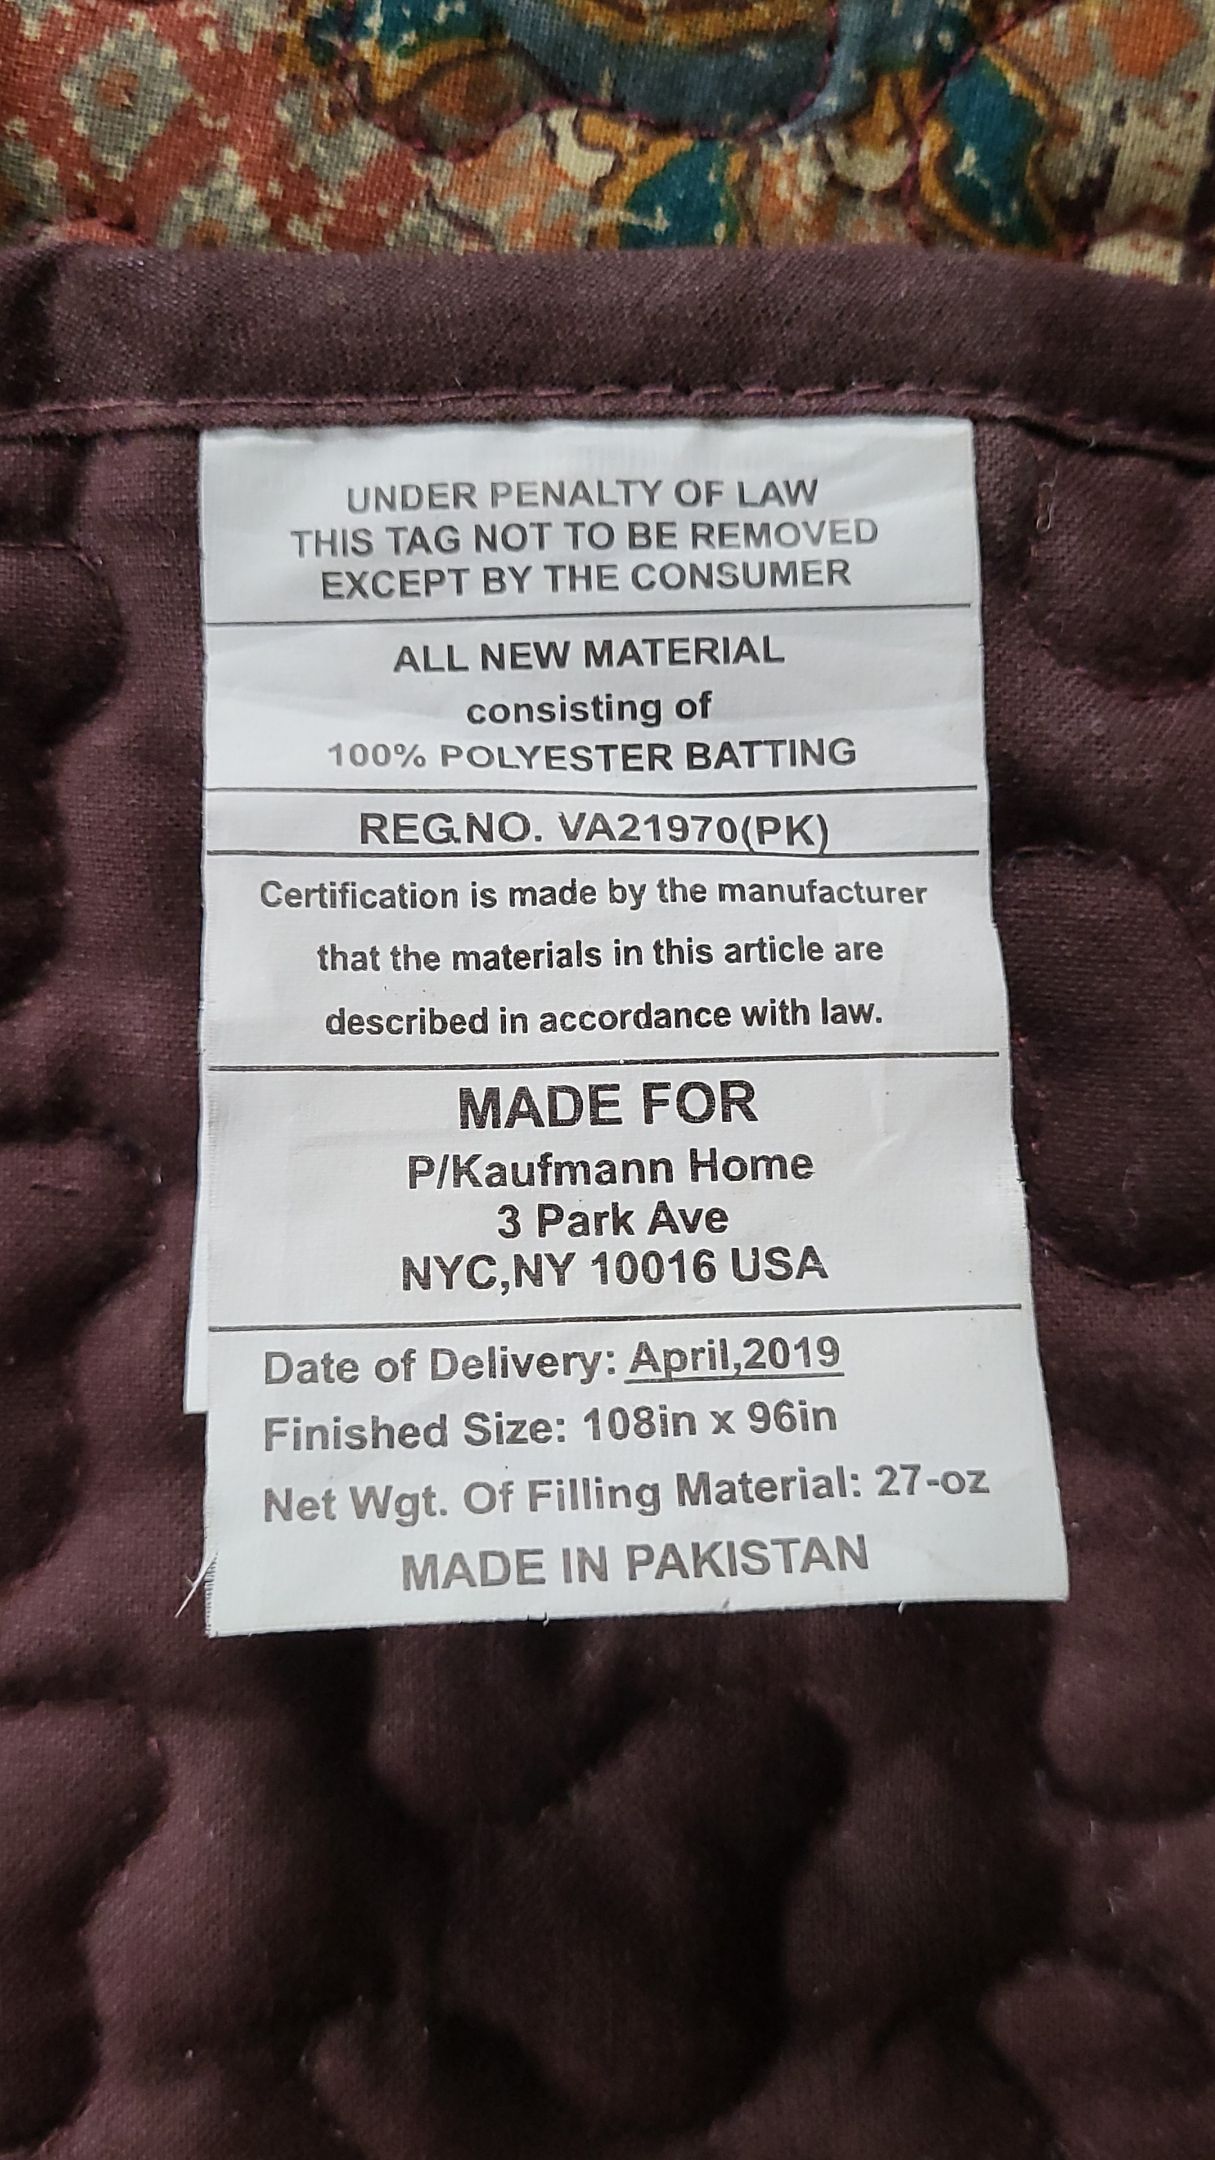 UNDER PENALTY OF LAW
THIS TAG NOT TO BE REMOVED
EXCEPT BY THE CONSUMER
ALL NEW MATERIAL
consisting of
100% POLYESTER BATTING
REG.NO. VA21970(PK)
Certification is made by the manufacturer
that the materials in this article are
described in accordance with law.
MADE FOR
P/Kaufmann Home
3 Park Ave
NYC,NY 10016 USA
Date of Delivery: April,2019
Finished Size: 108in x 96in
Net Wgt. Of Filling Material: 27-oz
MADE IN PAKISTAN